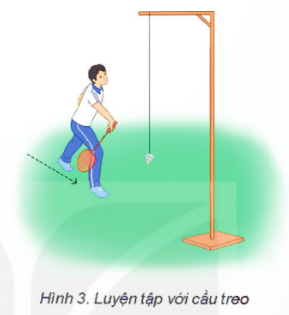 Hình 3. Luyện tập với cầu treo